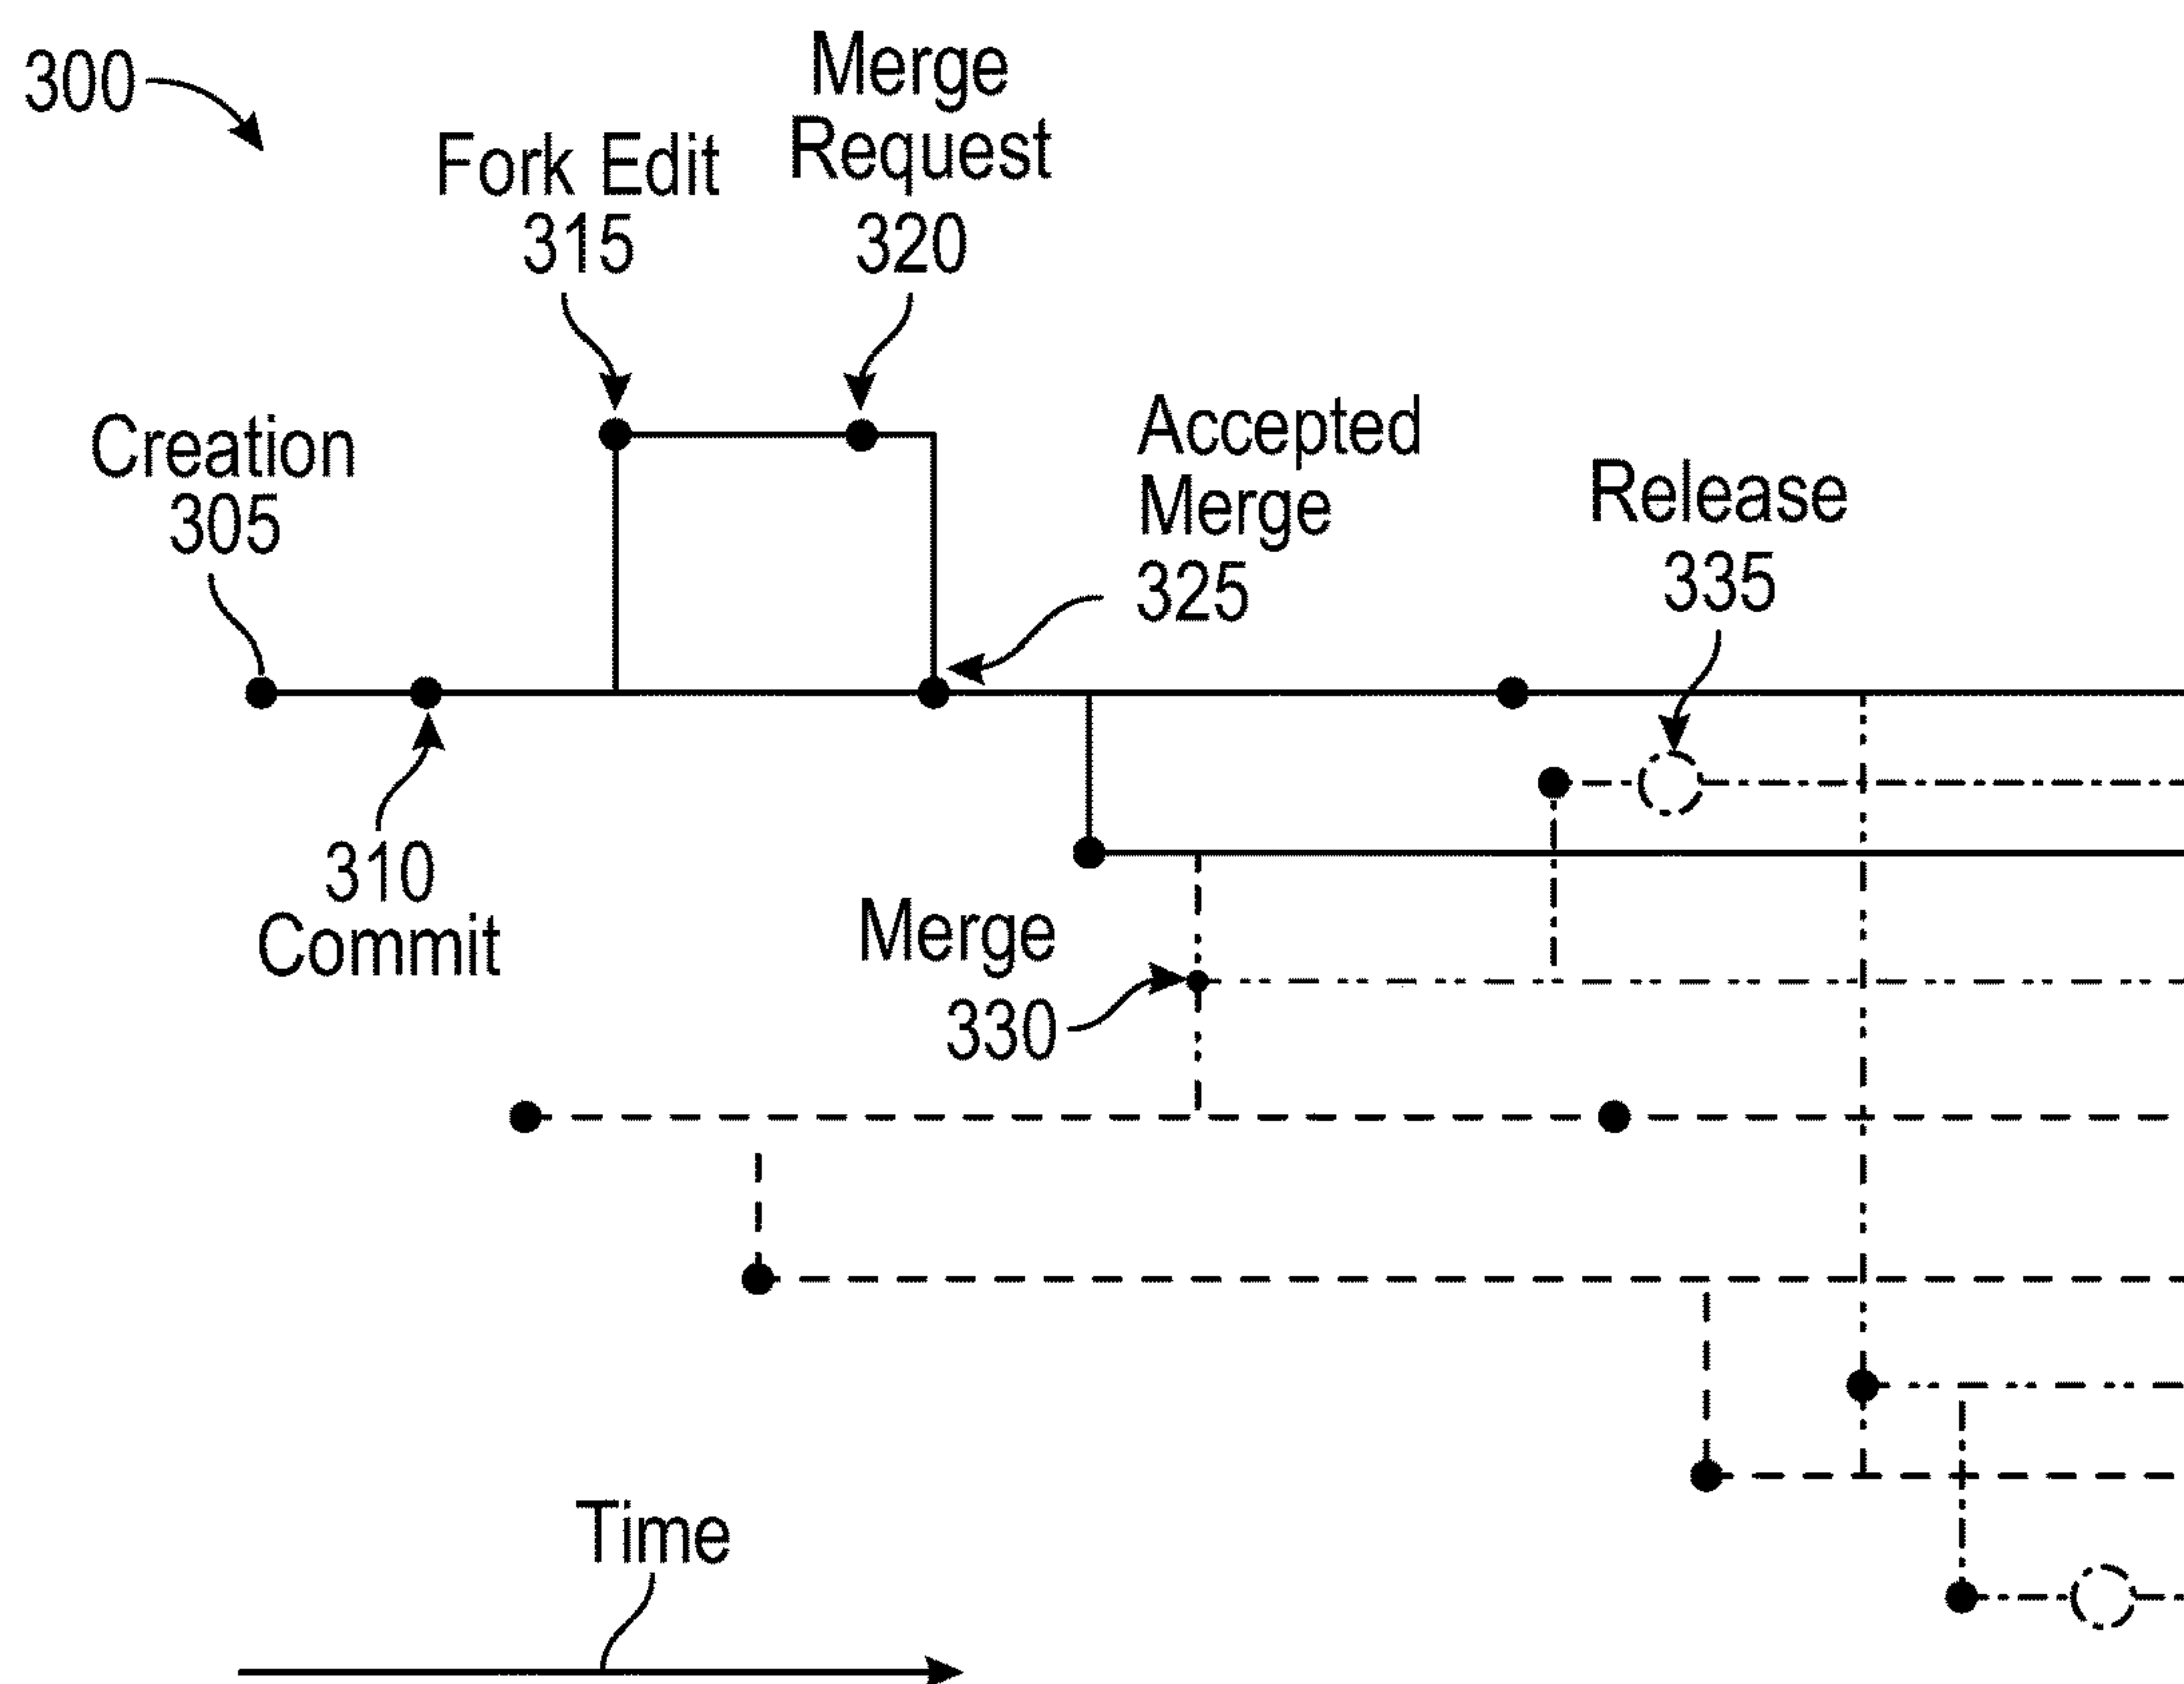 300
Merge
Request
320
Fork Edit
315
Creation
305
Accepted
Merge
325
Release
335
310
Commit
Merge
330
Time